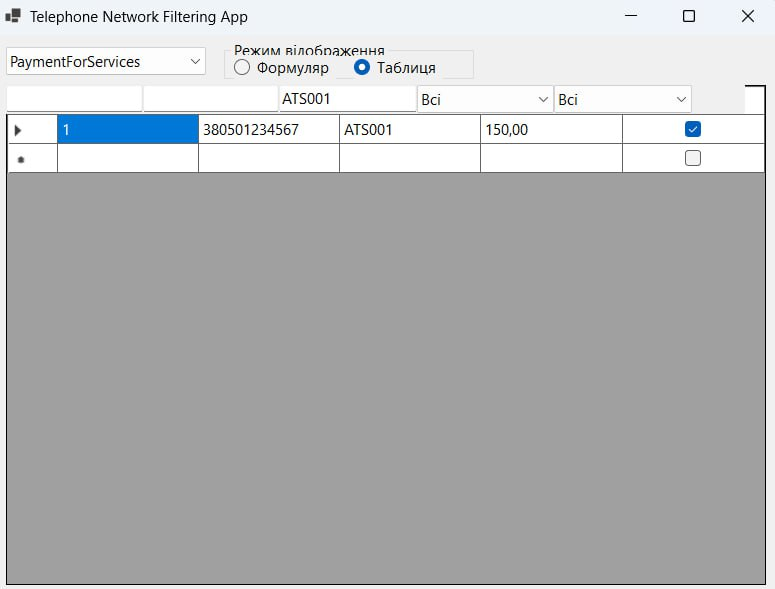 Telephone Network Filtering App
Режим відображення
PaymentForServices
Формуляр Таблиця
ATS001 Всі Всі
1 380501234567 ATS001 150,00